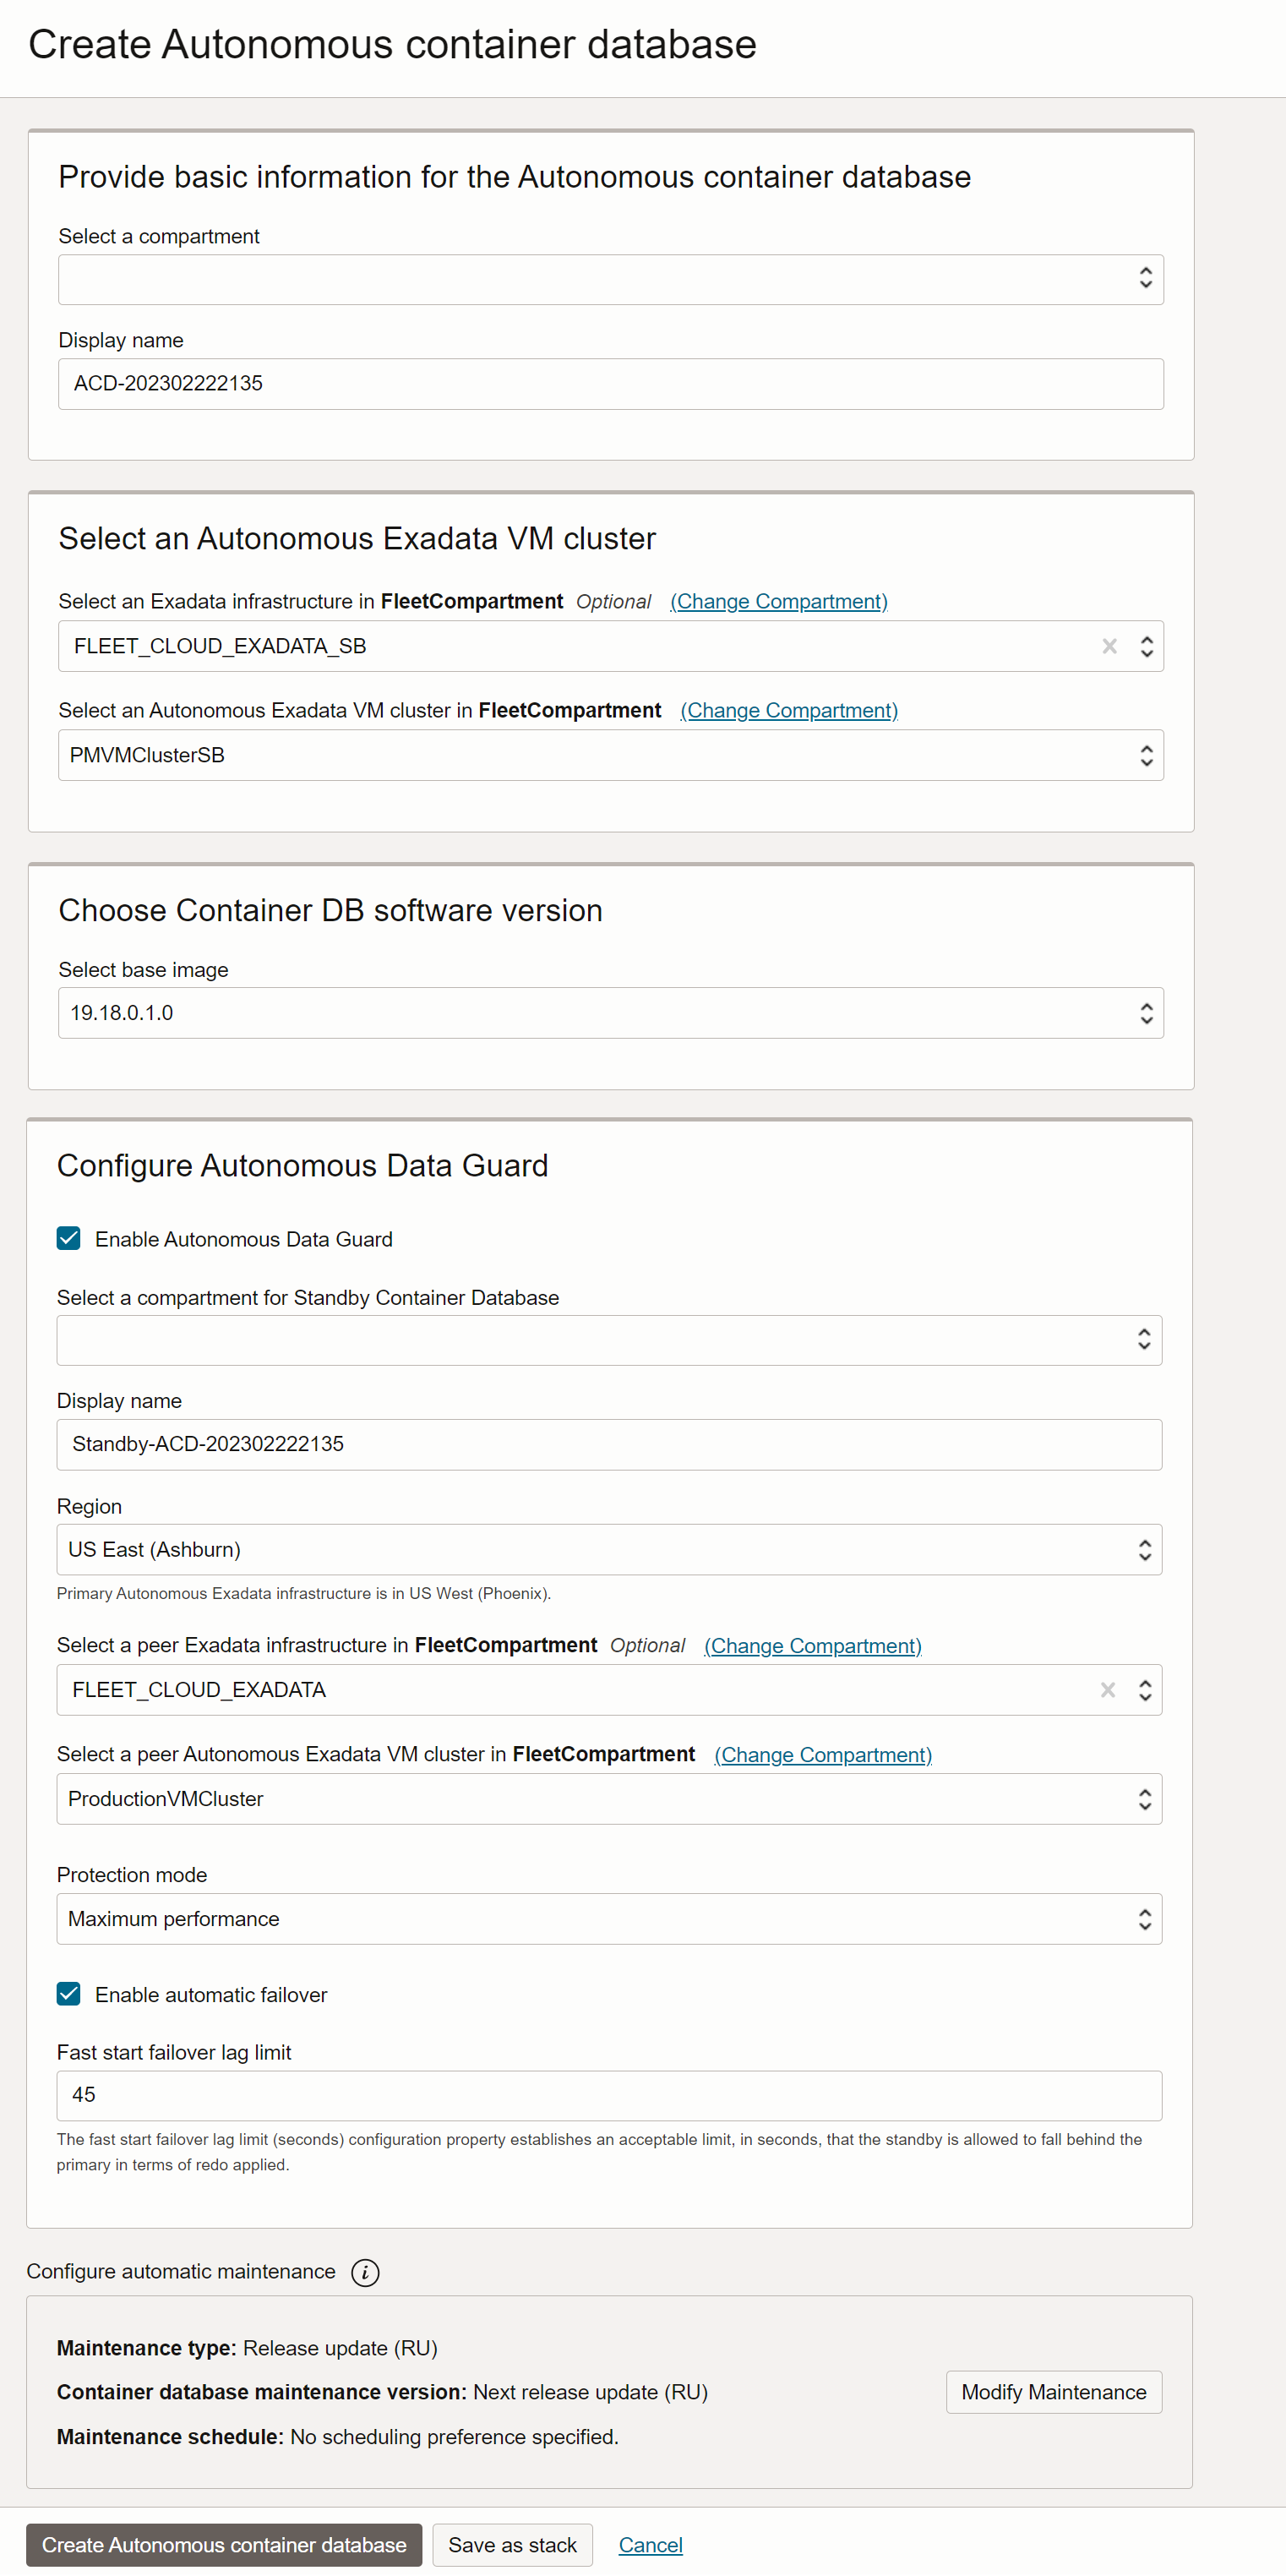 Create Autonomous container database
Provide basic information for the Autonomous container database
Select a compartment
Display name
ACD-202302222135
Select an Autonomous Exadata VM cluster
Select an Exadata infrastructure in FleetCompartment Optional (Change Compartment)
FLEET_CLOUD_EXADATA_SB
Select an Autonomous Exadata VM cluster in FleetCompartment (Change Compartment)
PMVMClusterSB
Choose Container DB software version
Select base image
19.18.0.1.0
Configure Autonomous Data Guard
Enable Autonomous Data Guard
Select a compartment for Standby Container Database
Display name
Standby-ACD-202302222135
Region
US East (Ashburn)
Primary Autonomous Exadata infrastructure is in US West (Phoenix).
Select a peer Exadata infrastructure in FleetCompartment Optional (Change Compartment)
FLEET_CLOUD_EXADATA
Select a peer Autonomous Exadata VM cluster in FleetCompartment (Change Compartment)
ProductionVMCluster
Protection mode
Maximum performance
Enable automatic failover
Fast start failover lag limit
45
The fast start failover lag limit (seconds) configuration property establishes an acceptable limit, in seconds, that the standby is allowed to fall behind the
primary in terms of redo applied.
Configure automatic maintenance
Maintenance type: Release update (RU)
Container database maintenance version: Next release update (RU)
Modify Maintenance
Maintenance schedule: No scheduling preference specified.
Create Autonomous container database Save as stack Cancel